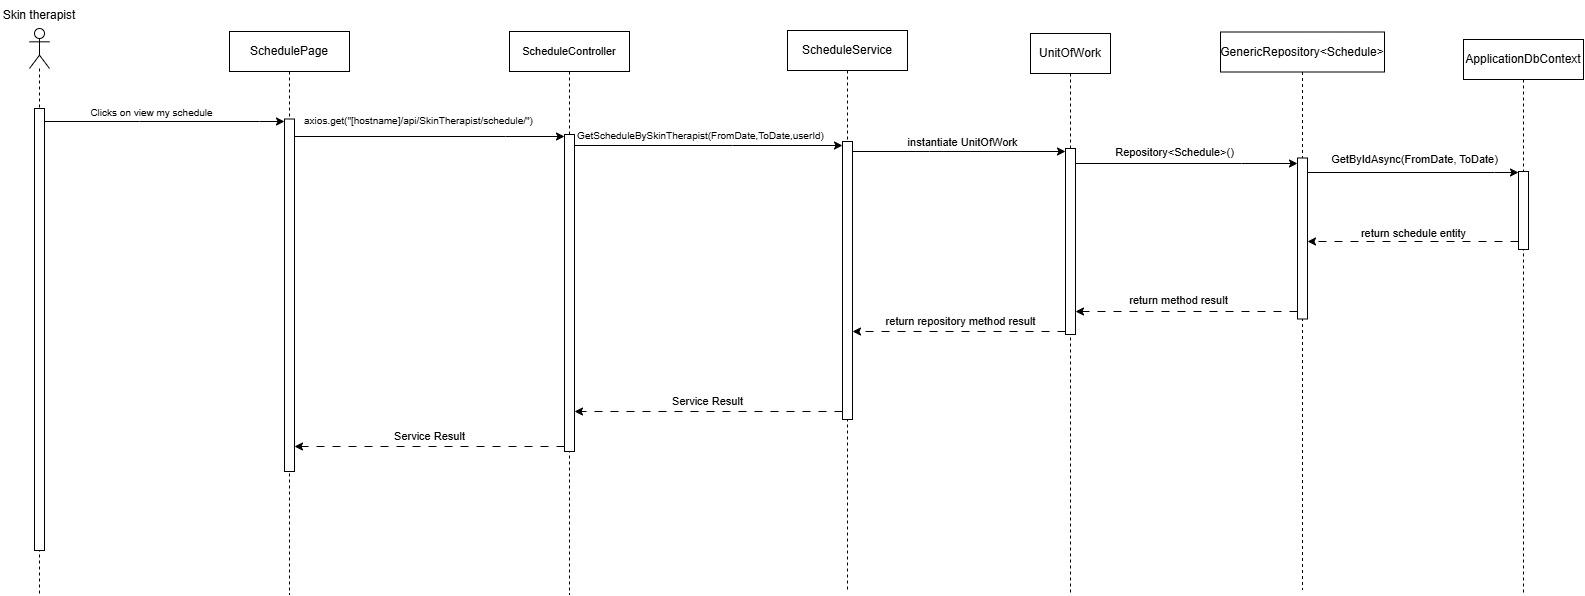 Skin therapist
SchedulePage
ScheduleController
ScheduleService
UnitOfWork
GenericRepository<Schedule>
ApplicationDbContext
Clicks on view my schedule
axios.get("[hostname]/api/SkinTherapist/schedule/")
GetScheduleBySkinTherapist(FromDate,ToDate,userId)
instantiate UnitOfWork
Repository<Schedule>()
GetByIdAsync(FromDate, ToDate)
return schedule entity
return method result
return repository method result
Service Result
Service Result